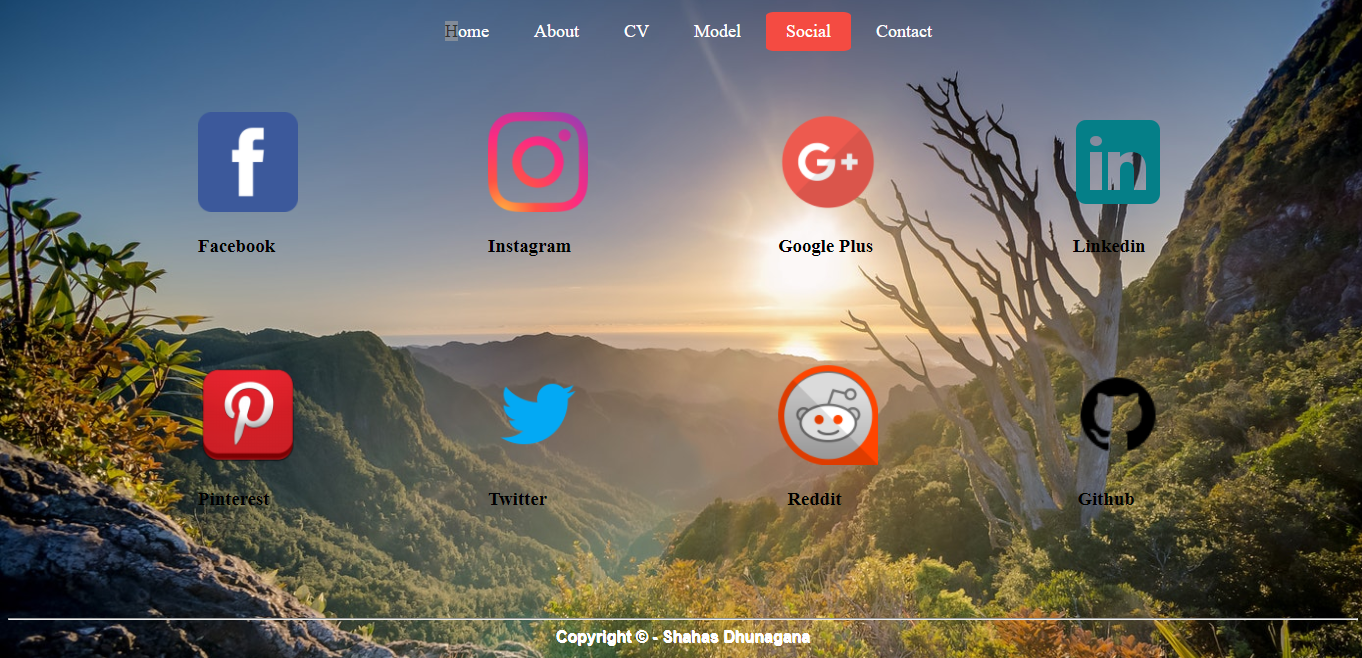 Home About CV Model Social Contact
f G+ in
Facebook Instagram Google Plus Linkedin
Pinterest Twitter Reddit Github
Copyright © - Shahas Dhunagana